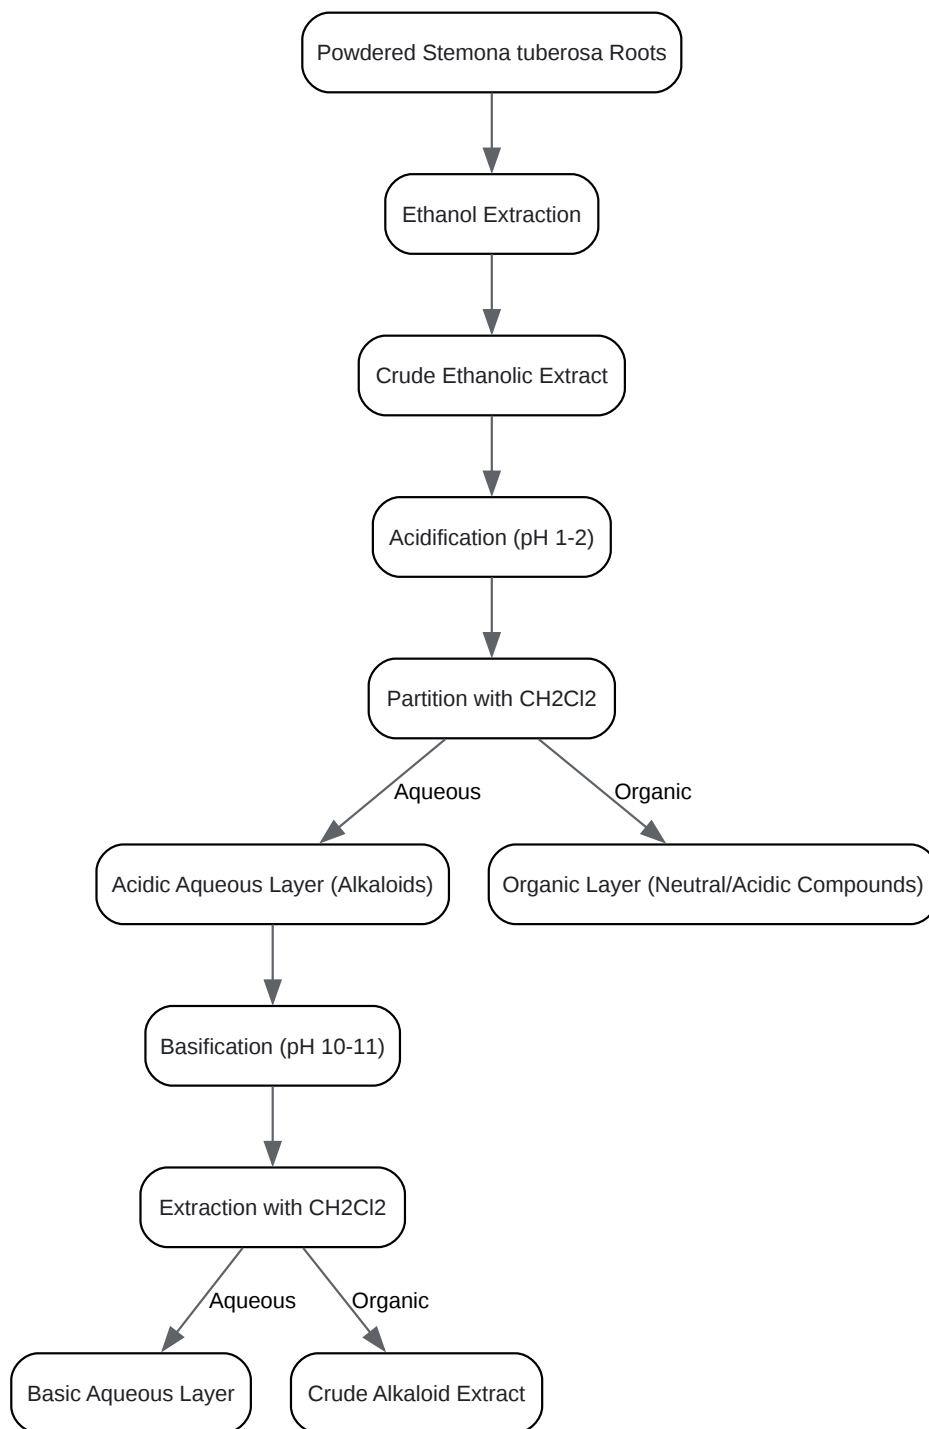 Powdered Stemona tuberosa Roots
Ethanol Extraction
Crude Ethanolic Extract
Acidification (pH 1-2)
Partition with CH2Cl2
Aqueous
Organic
Acidic Aqueous Layer (Alkaloids)
Organic Layer (Neutral/Acidic Compounds)
Basification (pH 10-11)
Extraction with CH2Cl2
Aqueous
Organic
Basic Aqueous Layer
Crude Alkaloid Extract